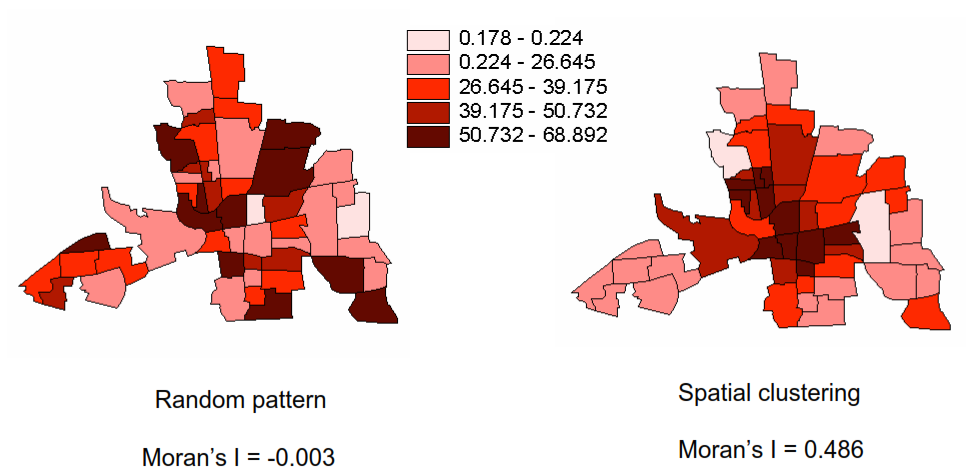 0.178 - 0.224
0.224 - 26.645
26.645 - 39.175
39.175 - 50.732
50.732 - 68.892
Random pattern
Moran’s I = -0.003
Spatial clustering
Moran’s I = 0.486